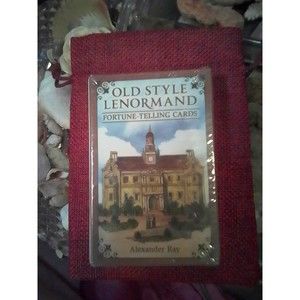 OLD STYLE
LENORMAND
FORTUNE-TELLING CARDS
Alexander Ray